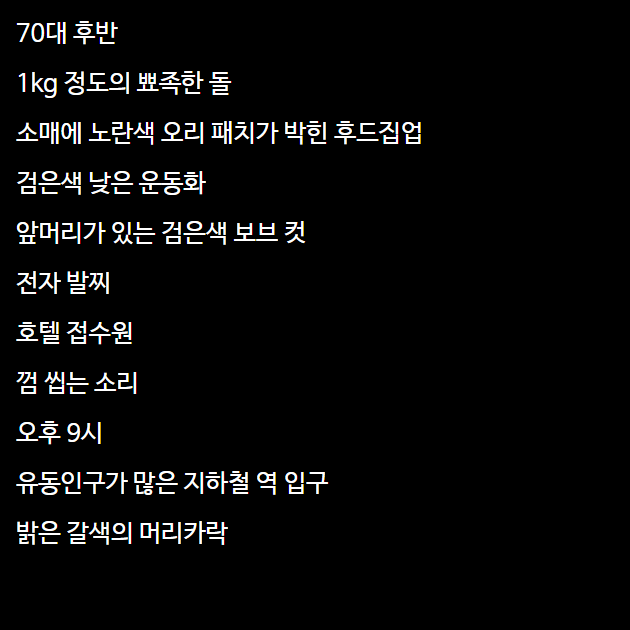 70대 후반
1kg 정도의 뾰족한 돌
소매에 노란색 오리 패치가 박힌 후드집업
검은색 낮은 운동화
앞머리가 있는 검은색 보브 컷
전자 발찌
호텔 접수원
껌 씹는 소리
오후 9시
유동인구가 많은 지하철 역 입구
밝은 갈색의 머리카락